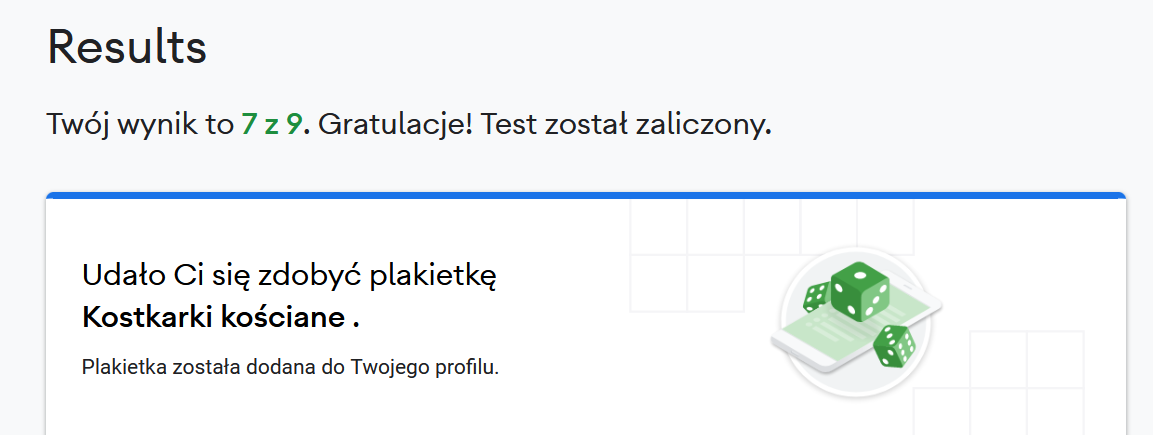 Results
Twój wynik to 7 z 9. Gratulacje! Test został zaliczony.
Udało Ci się zdobyć plakietkę
Kostkarki kościane .
Plakietka została dodana do Twojego profilu.